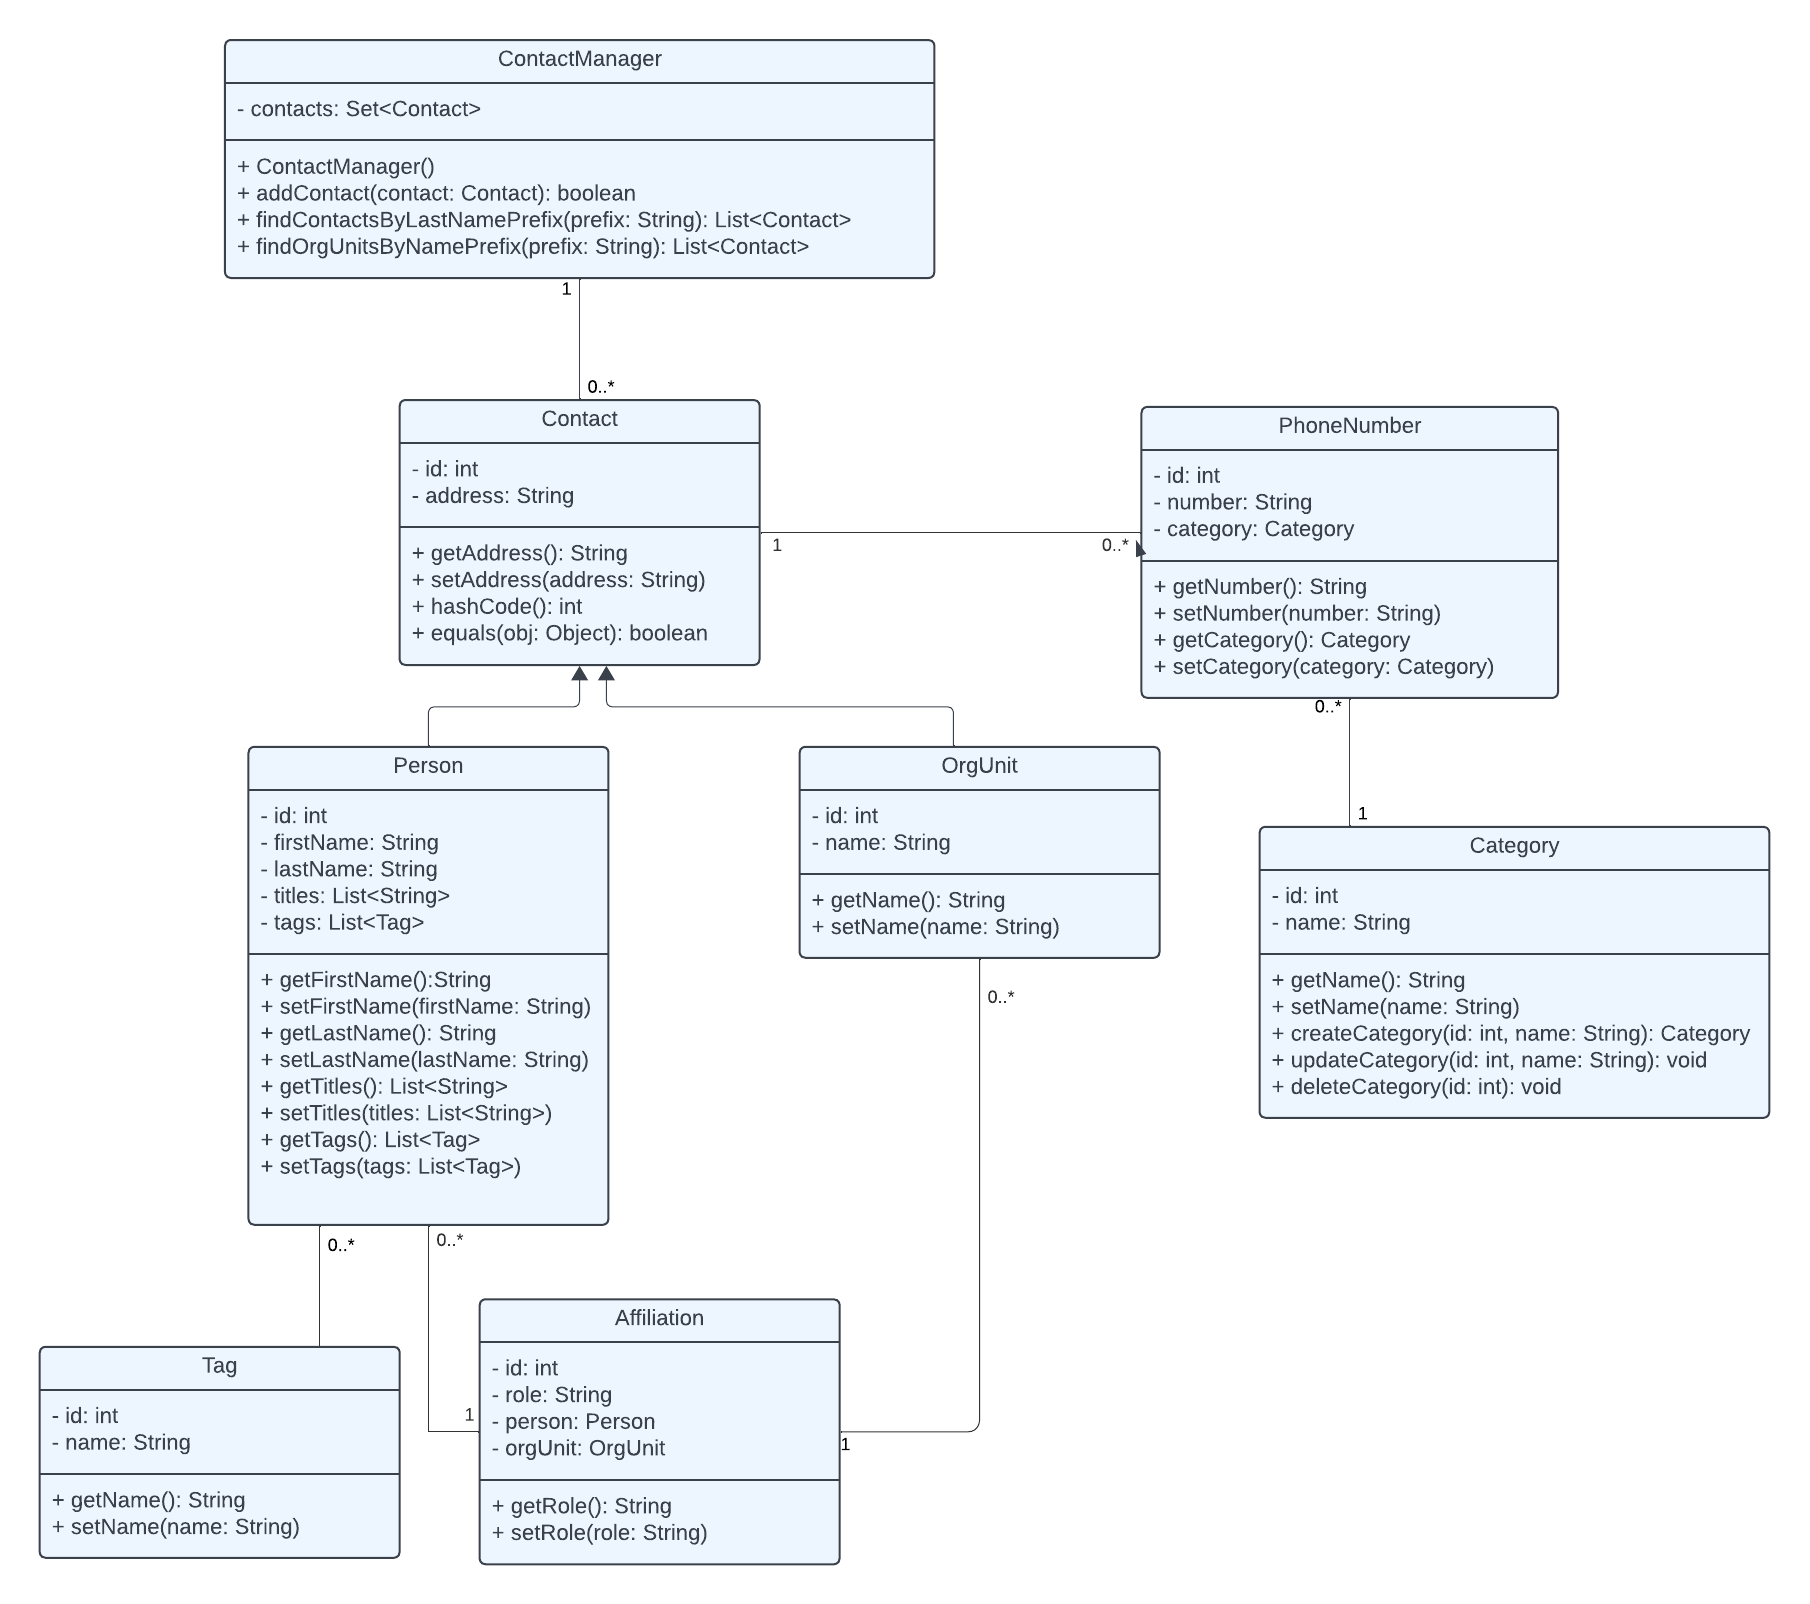 ContactManager
- contacts: Set<Contact>
+ ContactManager()
+ addContact(contact: Contact): boolean
+ findContactsByLastNamePrefix(prefix: String): List<Contact>
+ findOrgUnitsByNamePrefix(prefix: String): List<Contact>
1
0..*
Contact
- id: int
- address: String
+ getAddress(): String
+ setAddress(address: String)
+ hashCode(): int
+ equals(obj: Object): boolean
1
0..*
PhoneNumber
- id: int
- number: String
- category: Category
+ getNumber(): String
+ setNumber(number: String)
+ getCategory(): Category
+ setCategory(category: Category)
0..*
1
Person
- id: int
- firstName: String
- lastName: String
- titles: List<String>
- tags: List<Tag>
+ getFirstName():String
+ setFirstName(firstName: String)
+ getLastName(): String
+ setLastName(lastName: String)
+ getTitles(): List<String>
+ setTitles(titles: List<String>)
+ getTags(): List<Tag>
+ setTags(tags: List<Tag>)
0..*
0..*
OrgUnit
- id: int
- name: String
+ getName(): String
+ setName(name: String)
0..*
Category
- id: int
- name: String
+ getName(): String
+ setName(name: String)
+ createCategory(id: int, name: String): Category
+ updateCategory(id: int, name: String): void
+ deleteCategory(id: int): void
Tag
- id: int
- name: String
+ getName(): String
+ setName(name: String)
1
Affiliation
- id: int
- role: String
- person: Person
- orgUnit: OrgUnit
+ getRole(): String
+ setRole(role: String)
1